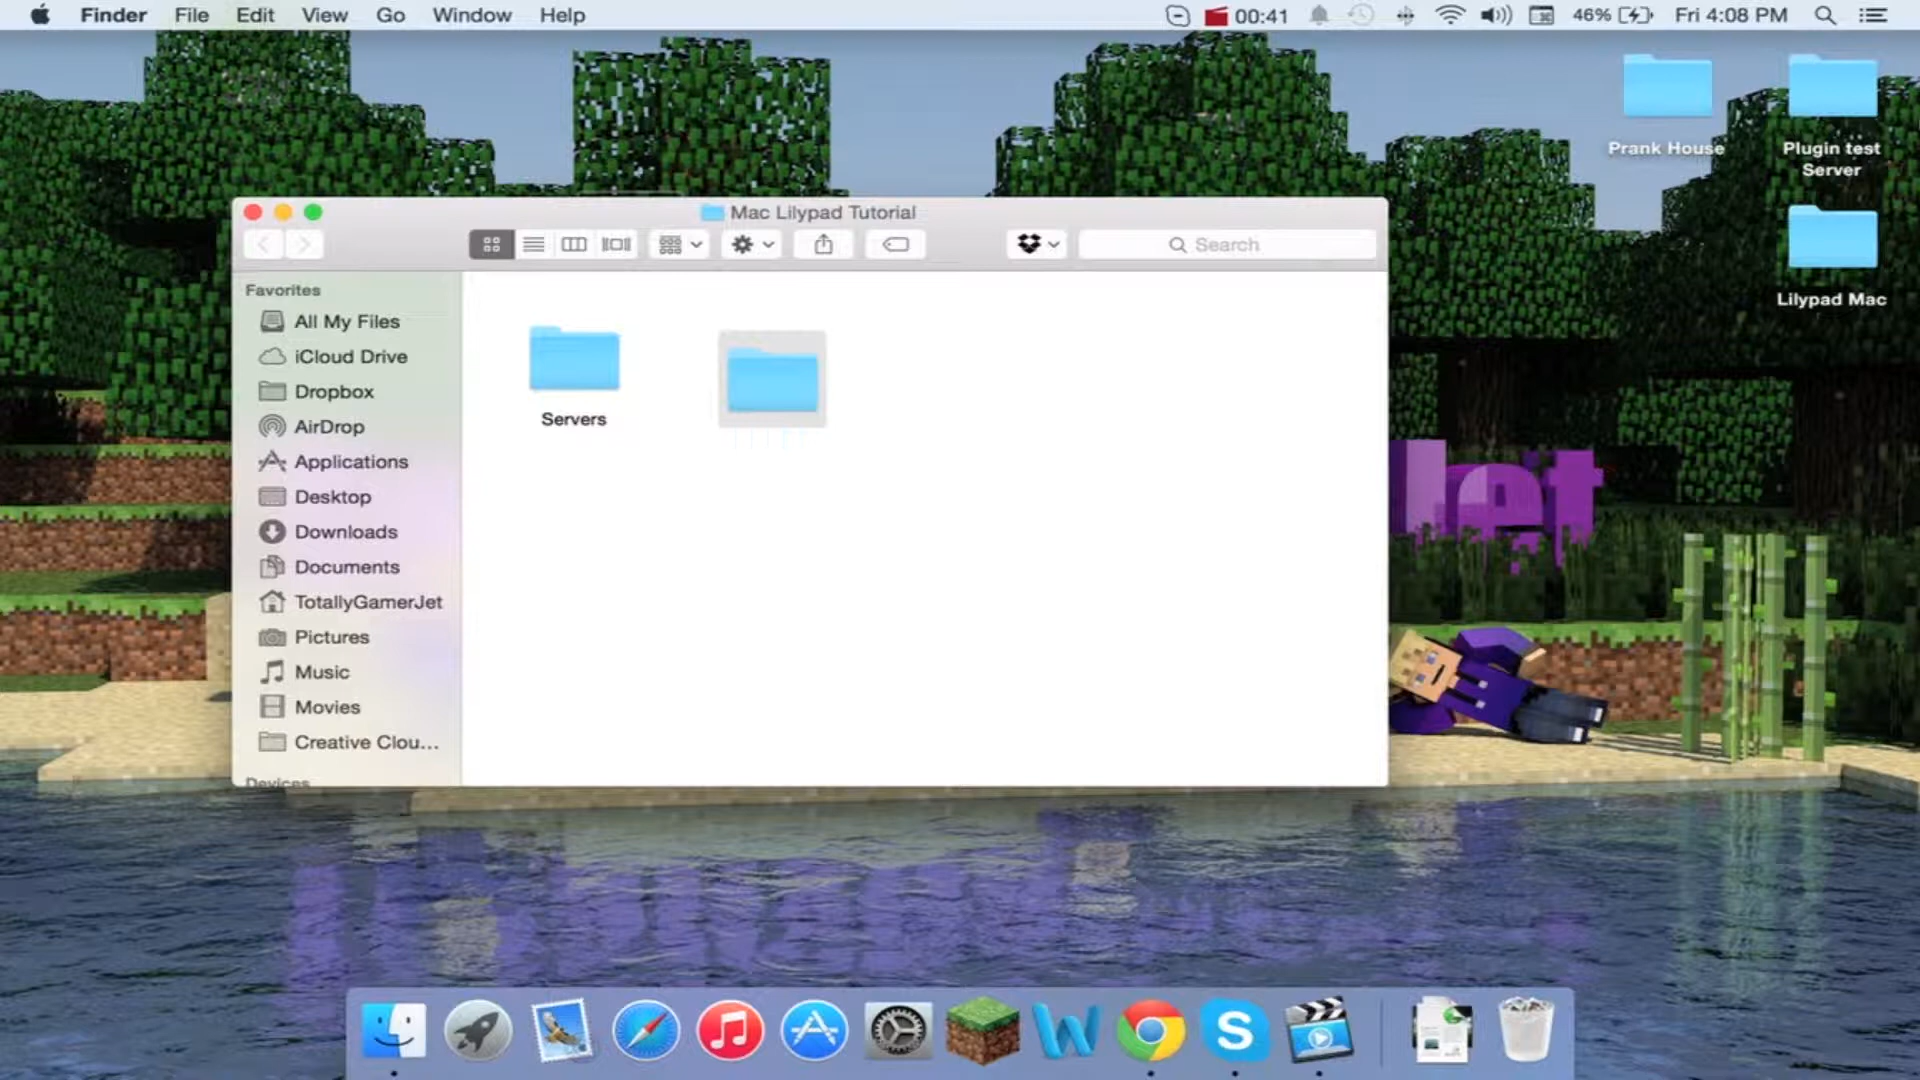 Finder File Edit View Go Window Help 00:41 46% Fri 4:08 PM
Prank House
Plugin test
Server
Lilypad Mac
Mac Lilypad Tutorial
Search
Favorites
All My Files
iCloud Drive
Dropbox
AirDrop
Applications
Desktop
Downloads
Documents
TotallyGamerJet
Pictures
Music
Movies
Creative Clou...
Devices
Servers
let